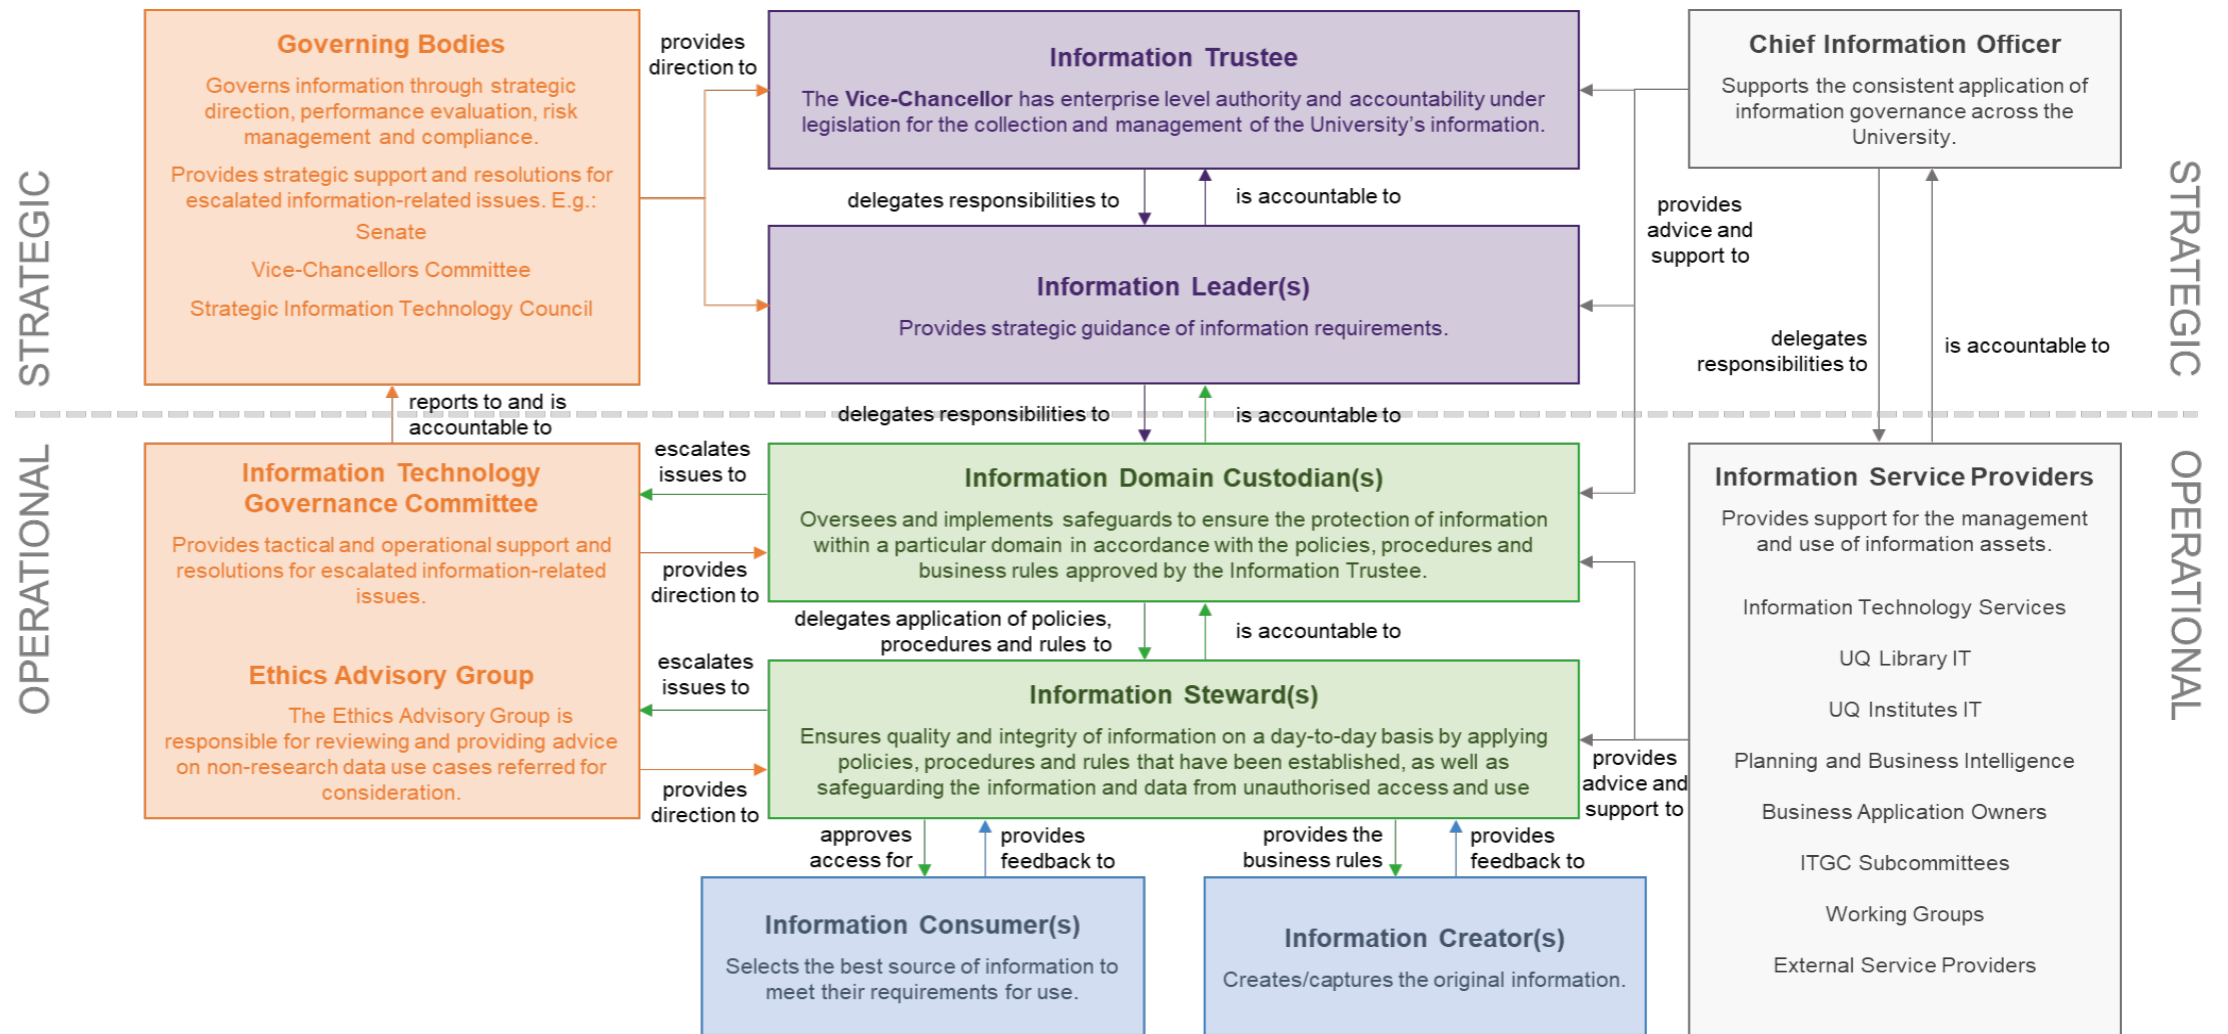 STRATEGIC
OPERATIONAL
Governing Bodies
Governs information through strategic
direction, performance evaluation, risk
management and compliance.
Provides strategic support and resolutions for
escalated information-related issues. E.g.:
Senate
Vice-Chancellors Committee
Strategic Information Technology Council
provides
direction to
Information Trustee
The Vice-Chancellor has enterprise level authority and accountability under
legislation for the collection and management of the University's information.
delegates responsibilities to
is accountable to
Information Leader(s)
Provides strategic guidance of information requirements.
Chief Information Officer
Supports the consistent application of
information governance across the
University.
provides
advice and
support to
delegates
responsibilities to
is accountable to
STRATEGIC
OPERATIONAL
reports to and is
accountable to
delegates responsibilities to
is accountable to
Information Technology
Governance Committee
Provides tactical and operational support and
resolutions for escalated information-related
issues.
Ethics Advisory Group
The Ethics Advisory Group is
responsible for reviewing and providing advice
on non-research data use cases referred for
consideration.
escalates
issues to
provides
direction to
escalates
issues to
provides
direction to
Information Domain Custodian(s)
Oversees and implements safeguards to ensure the protection of information
within a particular domain in accordance with the policies, procedures and
business rules approved by the Information Trustee.
delegates application of policies,
procedures and rules to
is accountable to
Information Steward(s)
Ensures quality and integrity of information on a day-to-day basis by applying
policies, procedures and rules that have been established, as well as
safeguarding the information and data from unauthorised access and use
provides
advice and
support to
Information Service Providers
Provides support for the management
and use of information assets.
Information Technology Services
UQ Library IT
UQ Institutes IT
Planning and Business Intelligence
Business Application Owners
ITGC Subcommittees
Working Groups
External Service Providers
approves
access for
provides
feedback to
provides the
business rules
provides
feedback to
Information Consumer(s)
Selects the best source of information to
meet their requirements for use.
Information Creator(s)
Creates/captures the original information.